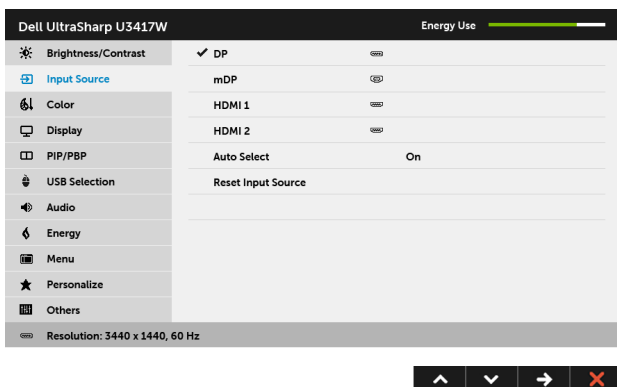 Dell UltraSharp U3417W
Energy Use
Brightness/Contrast
DP
Input Source
mDP
Color
HDMI 1
Display
HDMI 2
PIP/PBP
Auto Select
On
USB Selection
Reset Input Source
Audio
Energy
Menu
Personalize
Others
Resolution: 3440 x 1440, 60 Hz